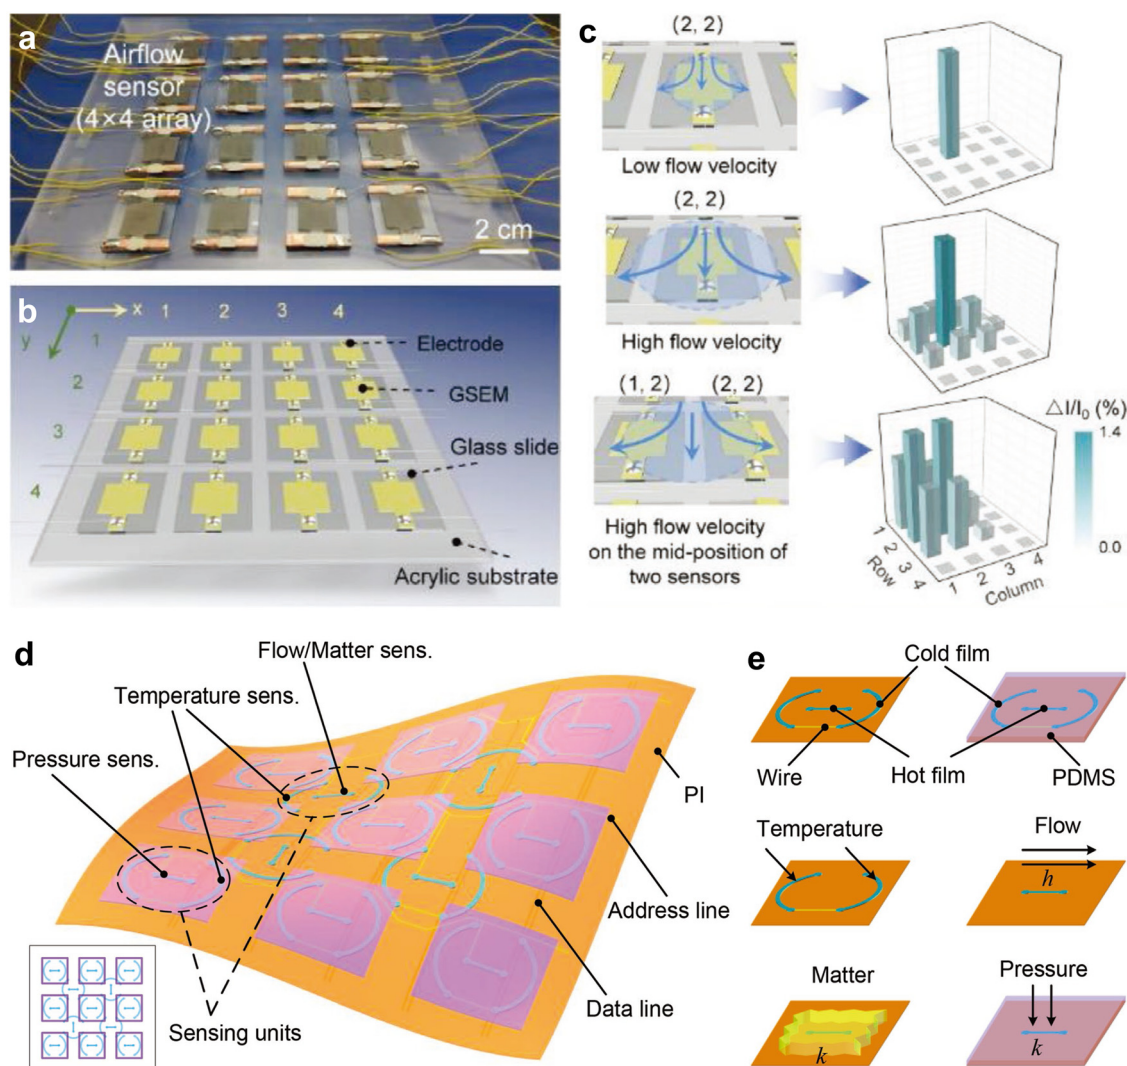 a
Airflow
sensor
(4×4 array)
2 cm
b
x
y
1
2
3
4
1
2
3
4
Electrode
GSEM
Glass slide
Acrylic substrate
c
(2, 2)
Low flow velocity
(2, 2)
High flow velocity
(1, 2)
(2, 2)
High flow velocity
on the mid-position of
two sensors
ΔI/I₀ (%)
1.4
0.0
1
2
3
4
Row
1
2
3
4
Column
d
Flow/Matter sens.
Temperature sens.
Pressure sens.
PI
Address line
Data line
Sensing units
e
Cold film
Wire
Hot film
PDMS
Temperature
Flow
h
Matter
k
Pressure
k